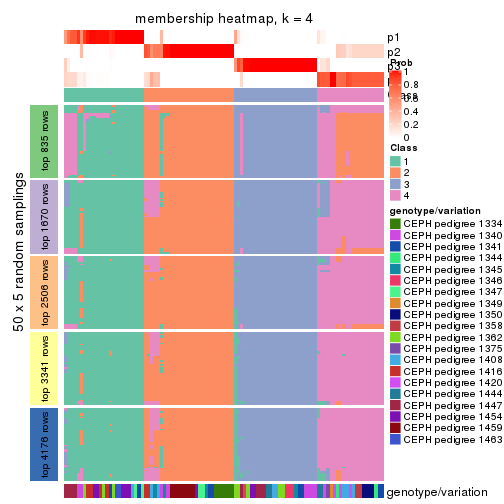 membership heatmap, k = 4
p1
p2
p3
Prob
1
0.8
0.6
0.4
0.2
0
Class
1
2
3
4
genotype/variation
CEPH pedigree 1334
CEPH pedigree 1340
CEPH pedigree 1341
CEPH pedigree 1344
CEPH pedigree 1345
CEPH pedigree 1346
CEPH pedigree 1347
CEPH pedigree 1349
CEPH pedigree 1350
CEPH pedigree 1358
CEPH pedigree 1362
CEPH pedigree 1375
CEPH pedigree 1408
CEPH pedigree 1416
CEPH pedigree 1420
CEPH pedigree 1444
CEPH pedigree 1447
CEPH pedigree 1454
CEPH pedigree 1459
CEPH pedigree 1463
50 x 5 random samplings
top 835 rows
top 1670 rows
top 2506 rows
top 3341 rows
top 4176 rows
genotype/variation